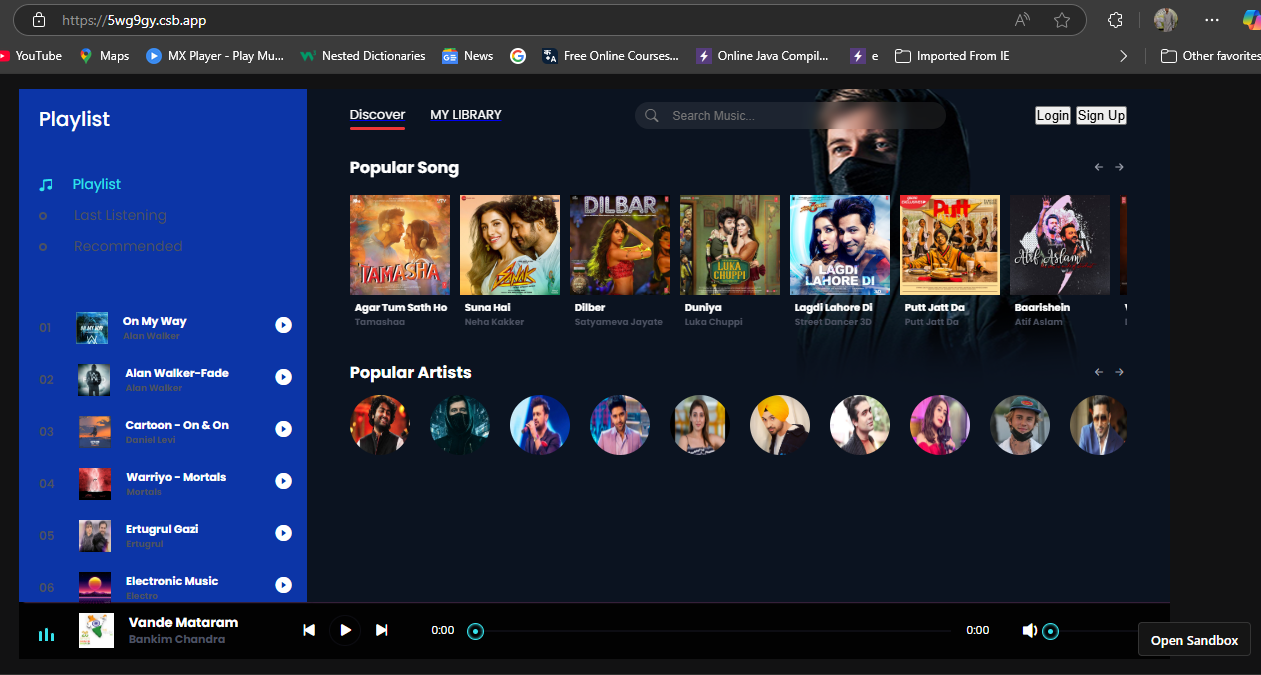 https://5wg9gy.csb.app
YouTube Maps MX Player - Play Mu... Nested Dictionaries News Free Online Courses... Online Java Compil... e Imported From IE Other favorites
Playlist
Discover MY LIBRARY Search Music... Login Sign Up
Playlist
Last Listening
Recommended
Popular Song
TAMASHA
SANAK
DILBAR
LUKA CHUPPI
LAGDI LAHORE DI
Putt
Atif Aslam
Agar Tum Sath Ho Suna Hai Dilber Duniya Lagdi Lahore Di Putt Jatt Da Baarishein
Tamashaa Neha Kakker Satyameva Jayate Luka Chuppi Street Dancer 3D Putt Jatt Da Atif Aslam
Popular Artists
01 On My Way
Alan Walker
02 Alan Walker-Fade
Alan Walker
03 Cartoon - On & On
Daniel Levi
04 Warriyo - Mortals
Mortals
05 Ertugrul Gazi
Ertugrul
06 Electronic Music
Electro
Vande Mataram
Bankim Chandra
0:00 0:00
Open Sandbox